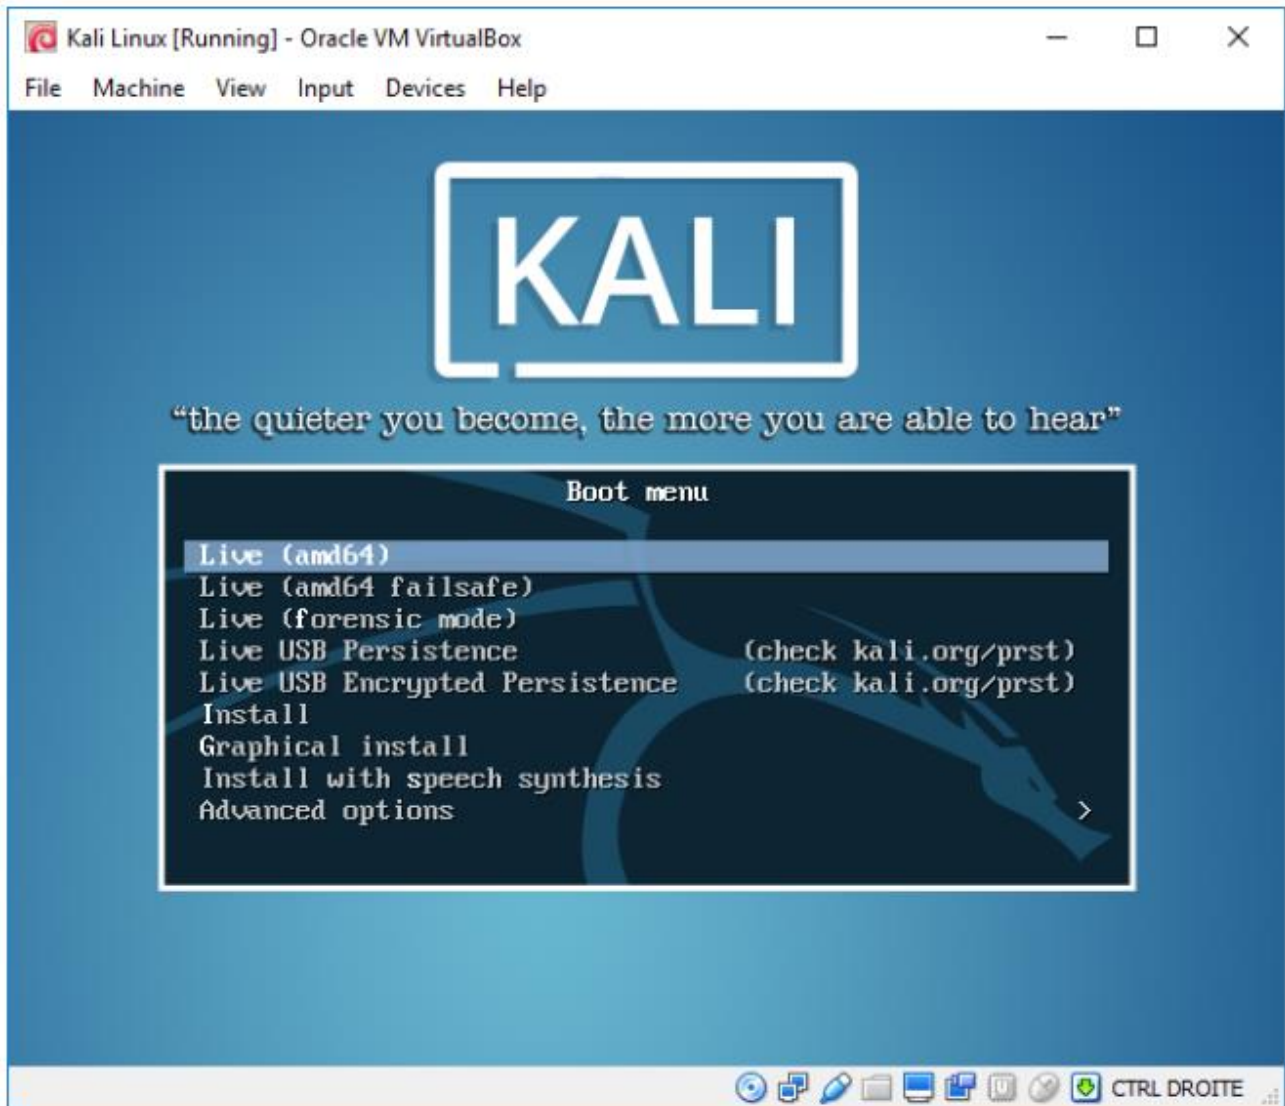 Kali Linux [Running] - Oracle VM VirtualBox
File Machine View Input Devices Help
KALI
“the quieter you become, the more you are able to hear”
Boot menu
Live (amd64)
Live (amd64 failsafe)
Live (forensic mode)
Live USB Persistence (check kali.org/prst)
Live USB Encrypted Persistence (check kali.org/prst)
Install
Graphical install
Install with speech synthesis
Advanced options >
CTRL DROITE